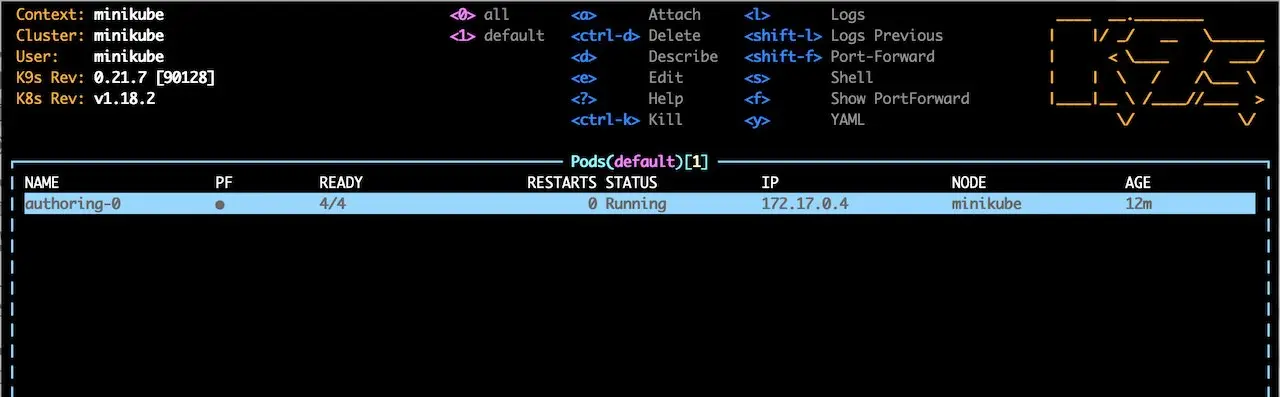 Context: minikube <0> all <a> Attach <l> Logs
Cluster: minikube <1> default <ctrl-d> Delete <shift-l> Logs Previous
User: minikube <d> Describe <shift-f> Port-Forward
K9s Rev: 0.21.7 [90128] <e> Edit <s> Shell
K8s Rev: v1.18.2 <?> Help <f> Show PortForward
<ctrl-k> Kill <y> YAML
Pods(default)[1]
NAME PF READY RESTARTS STATUS IP NODE AGE
authoring-0 ● 4/4 0 Running 172.17.0.4 minikube 12m